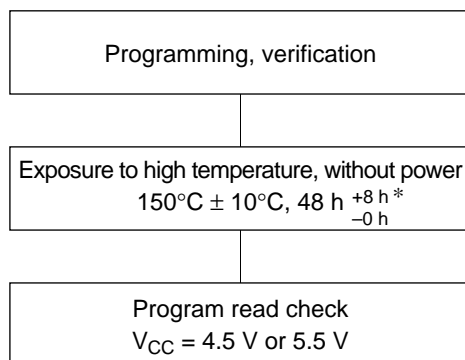 Programming, verification
Exposure to high temperature, without power
150°C ± 10°C, 48 h +8 h *
–0 h
Program read check
VCC = 4.5 V or 5.5 V